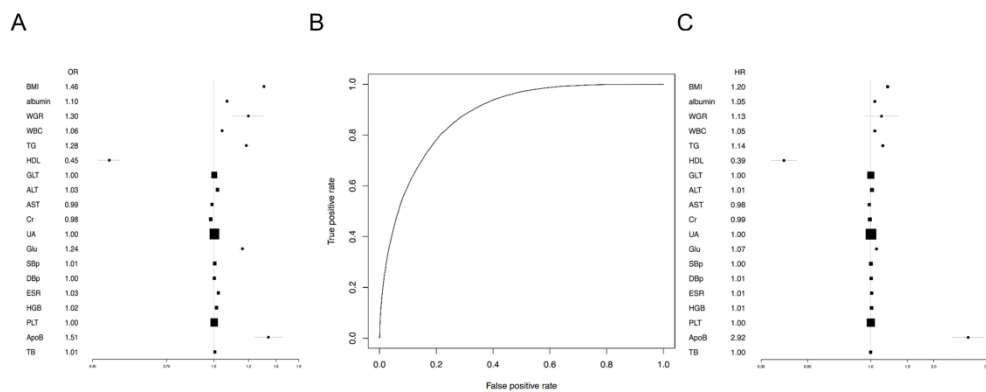 A
B
C
OR
BMI 1.46
albumin 1.10
WGR 1.30
WBC 1.06
TG 1.28
HDL 0.45
GLT 1.00
ALT 1.03
AST 0.99
Cr 0.98
UA 1.00
Glu 1.24
SBp 1.01
DBp 1.00
ESR 1.03
HGB 1.02
PLT 1.00
ApoB 1.51
TB 1.01
True positive rate
1.0
0.8
0.6
0.4
0.2
0.0
0.0 0.2 0.4 0.6 0.8 1.0
False positive rate
HR
BMI 1.20
albumin 1.05
WGR 1.13
WBC 1.05
TG 1.14
HDL 0.39
GLT 1.00
ALT 1.01
AST 0.98
Cr 0.99
UA 1.00
Glu 1.07
SBp 1.00
DBp 1.01
ESR 1.01
HGB 1.01
PLT 1.00
ApoB 2.92
TB 1.00